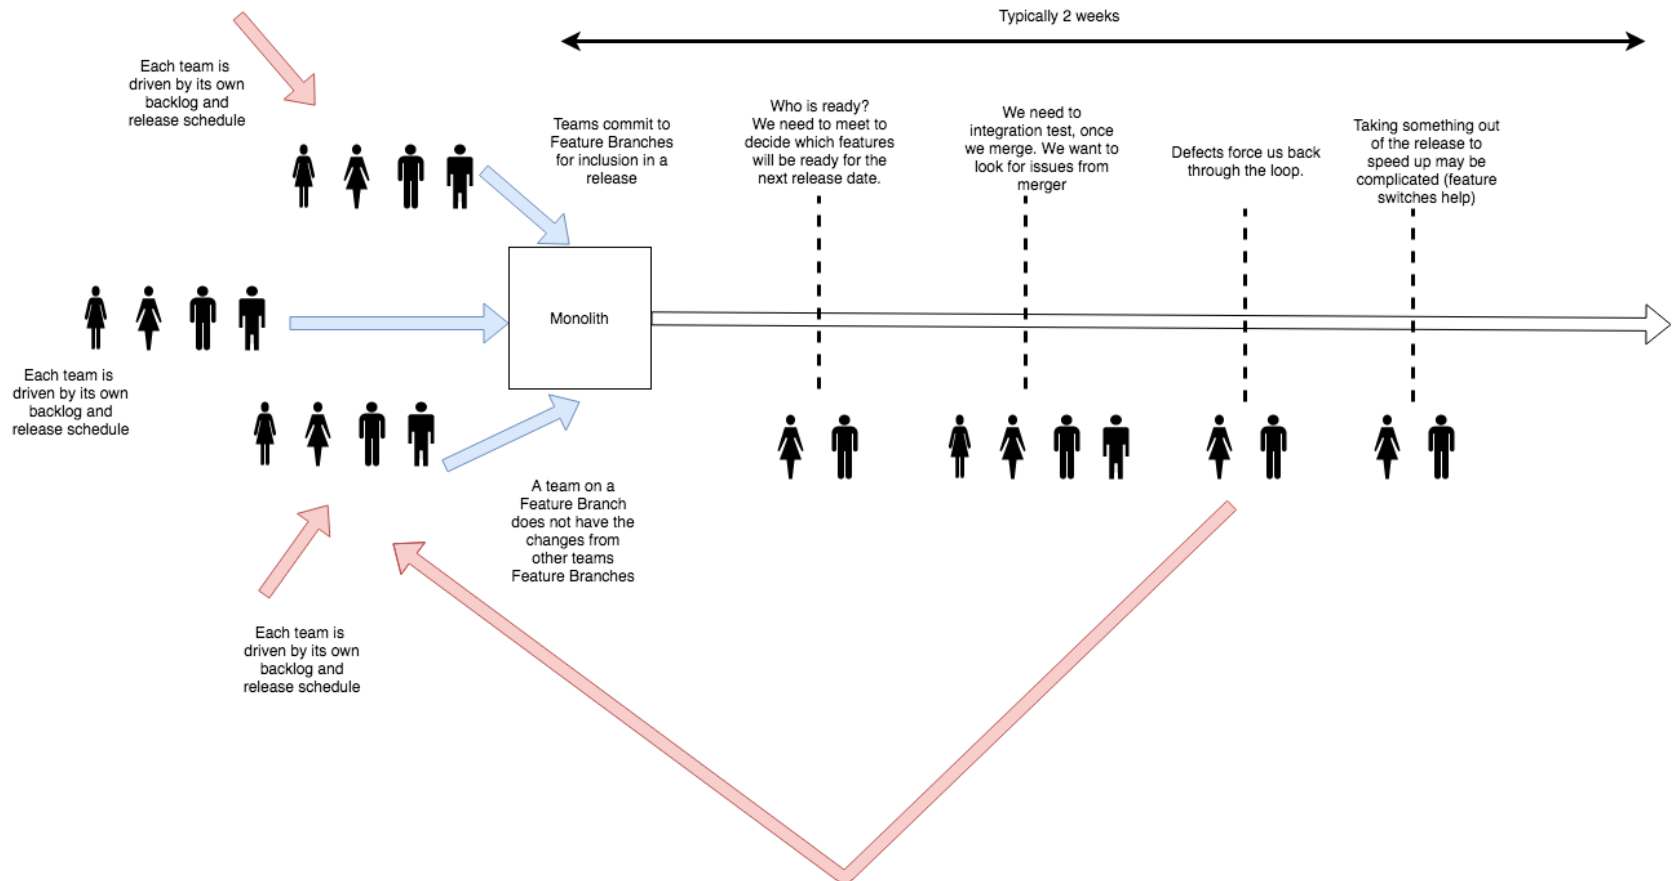 Typically 2 weeks
Each team is
driven by its own
backlog and
release schedule
Teams commit to
Feature Branches
for inclusion in a
release
Who is ready?
We need to meet to
decide which features
will be ready for the
next release date.
We need to
integration test, once
we merge. We want to
look for issues from
merger
Defects force us back
through the loop.
Taking something out
of the release to
speed up may be
complicated (feature
switches help)
Monolith
Each team is
driven by its own
backlog and
release schedule
A team on a
Feature Branch
does not have the
changes from
other teams
Feature Branches
Each team is
driven by its own
backlog and
release schedule